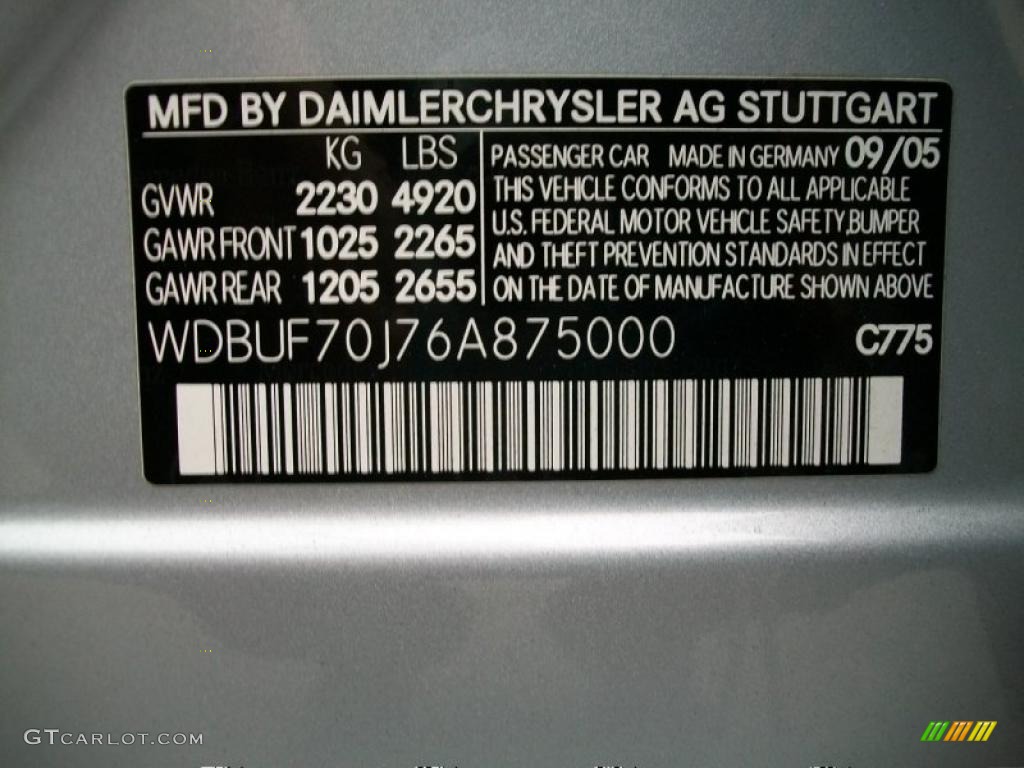 MFD BY DAIMLERCHRYSLER AG STUTTGART
KG LBS
GVWR 2230 4920
GAWR FRONT 1025 2265
GAWR REAR 1205 2655
PASSENGER CAR MADE IN GERMANY 09/05
THIS VEHICLE CONFORMS TO ALL APPLICABLE
U.S. FEDERAL MOTOR VEHICLE SAFETY,BUMPER
AND THEFT PREVENTION STANDARDS IN EFFECT
ON THE DATE OF MANUFACTURE SHOWN ABOVE
WDBUF70J76A875000 C775
GTCARLOT.COM